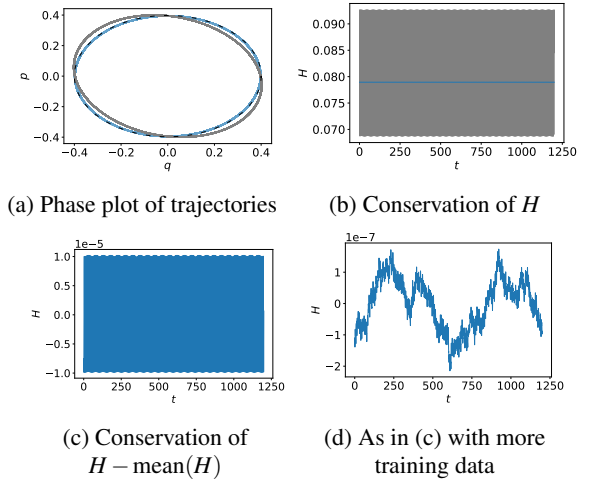 0.4
0.2
0.0
−0.2
−0.4
p
−0.4 −0.2 0.0 0.2 0.4
q
(a) Phase plot of trajectories
0.090
0.085
0.080
0.075
0.070
H
0 250 500 750 1000 1250
t
(b) Conservation of H
1e−5
1.0
0.5
0.0
−0.5
−1.0
H
0 250 500 750 1000 1250
t
(c) Conservation of
H − mean(H)
1e−7
1
0
−1
−2
H
0 250 500 750 1000 1250
t
(d) As in (c) with more
training data